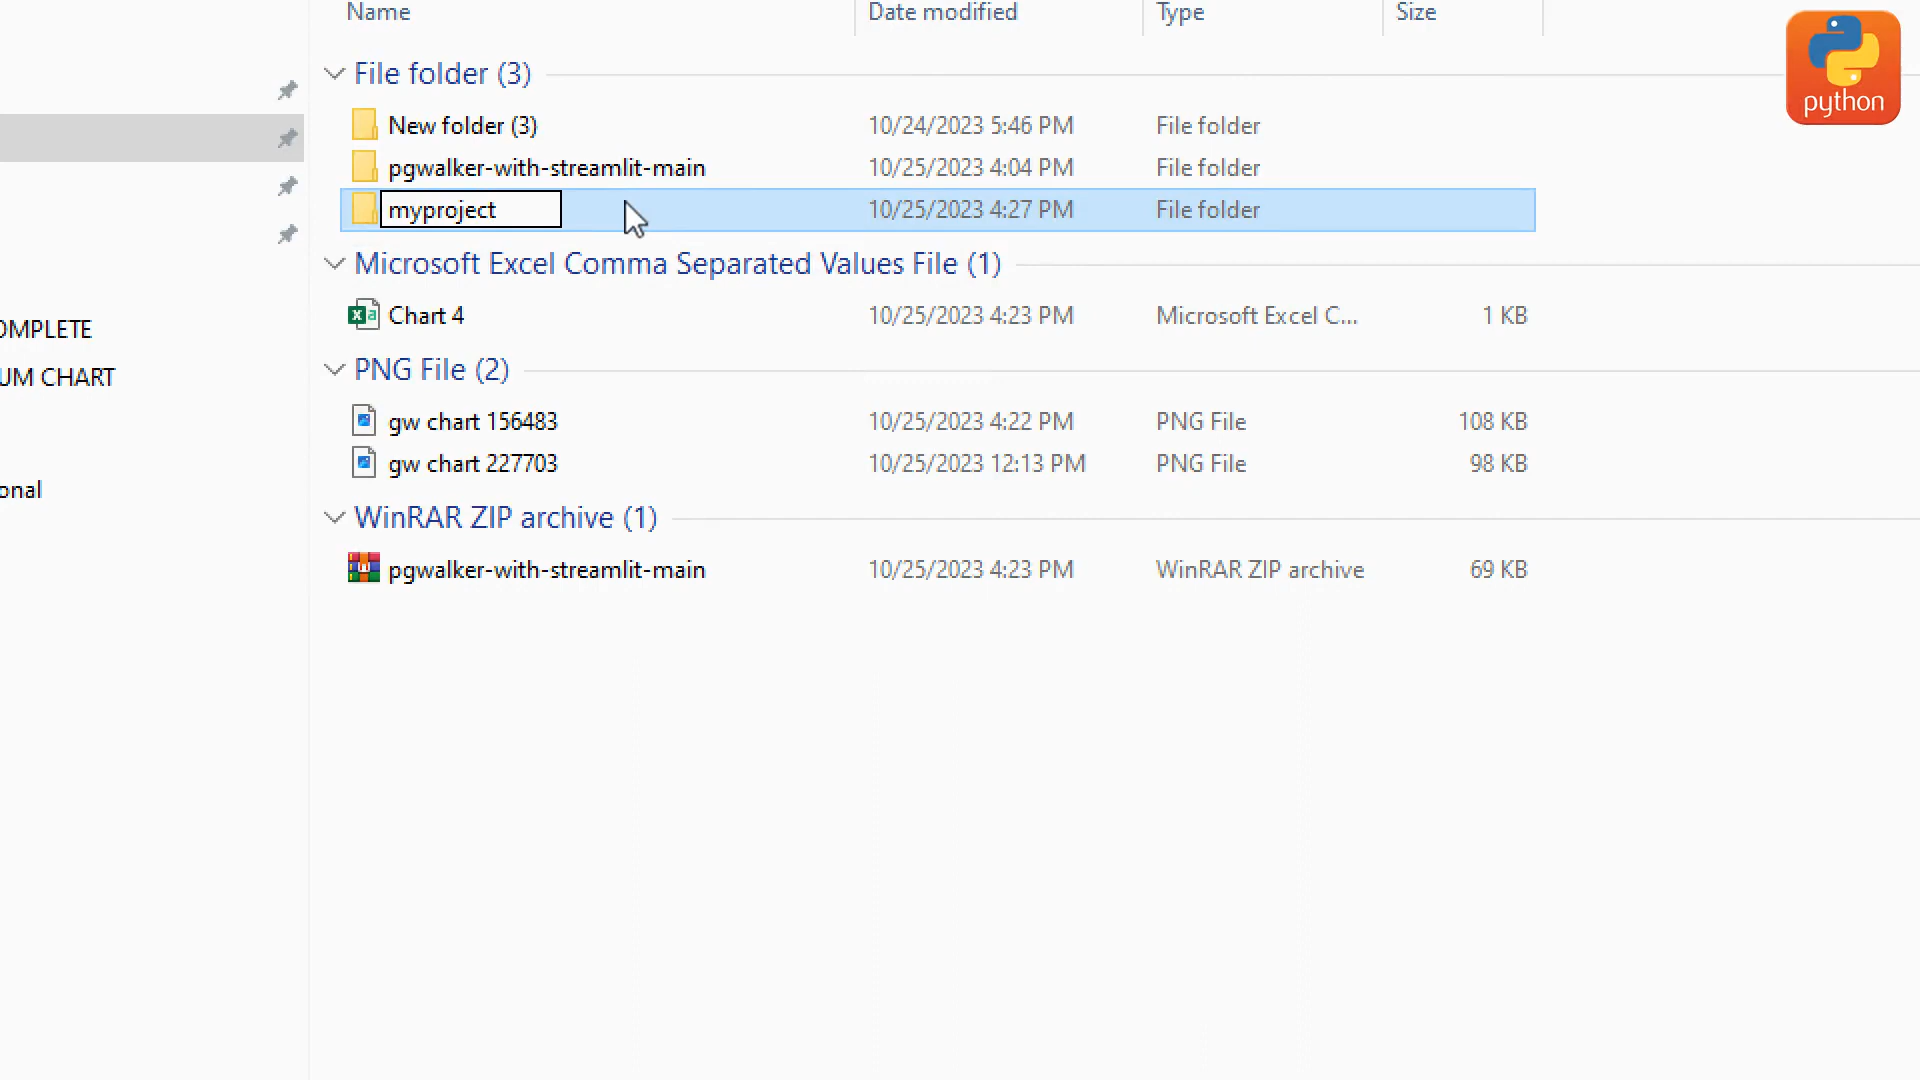 Name Date modified Type Size
File folder (3)
New folder (3) 10/24/2023 5:46 PM File folder
pgwalker-with-streamlit-main 10/25/2023 4:04 PM File folder
myproject 10/25/2023 4:27 PM File folder
Microsoft Excel Comma Separated Values File (1)
Chart 4 10/25/2023 4:23 PM Microsoft Excel C... 1 KB
PNG File (2)
gw chart 156483 10/25/2023 4:22 PM PNG File 108 KB
gw chart 227703 10/25/2023 12:13 PM PNG File 98 KB
WinRAR ZIP archive (1)
pgwalker-with-streamlit-main 10/25/2023 4:23 PM WinRAR ZIP archive 69 KB
OMPLETE
UM CHART
onal
python